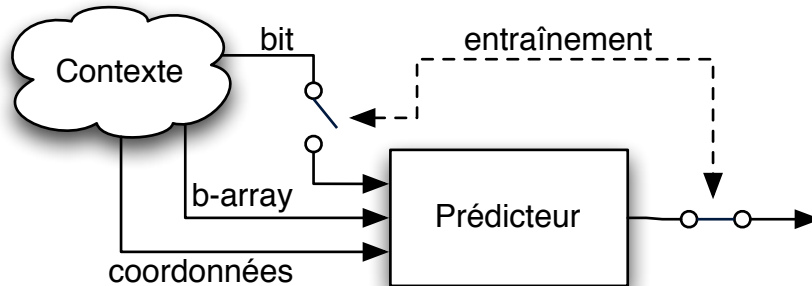 bit
entraînement
Contexte
b-array
Prédicteur
coordonnées